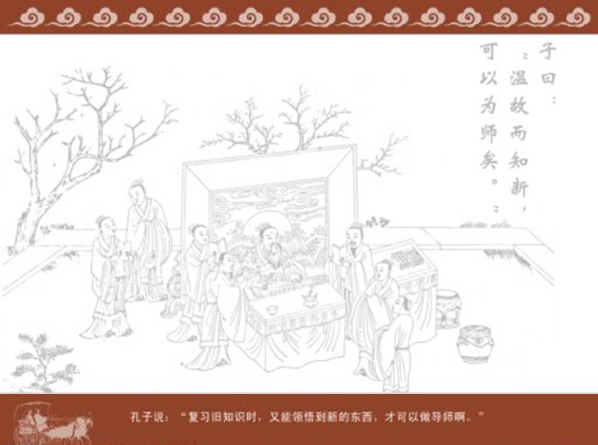 子曰：
“温故而知新，
可以为师矣。”
孔子说：“复习旧知识时，又能领悟到新的东西，才可以做导师啊。”